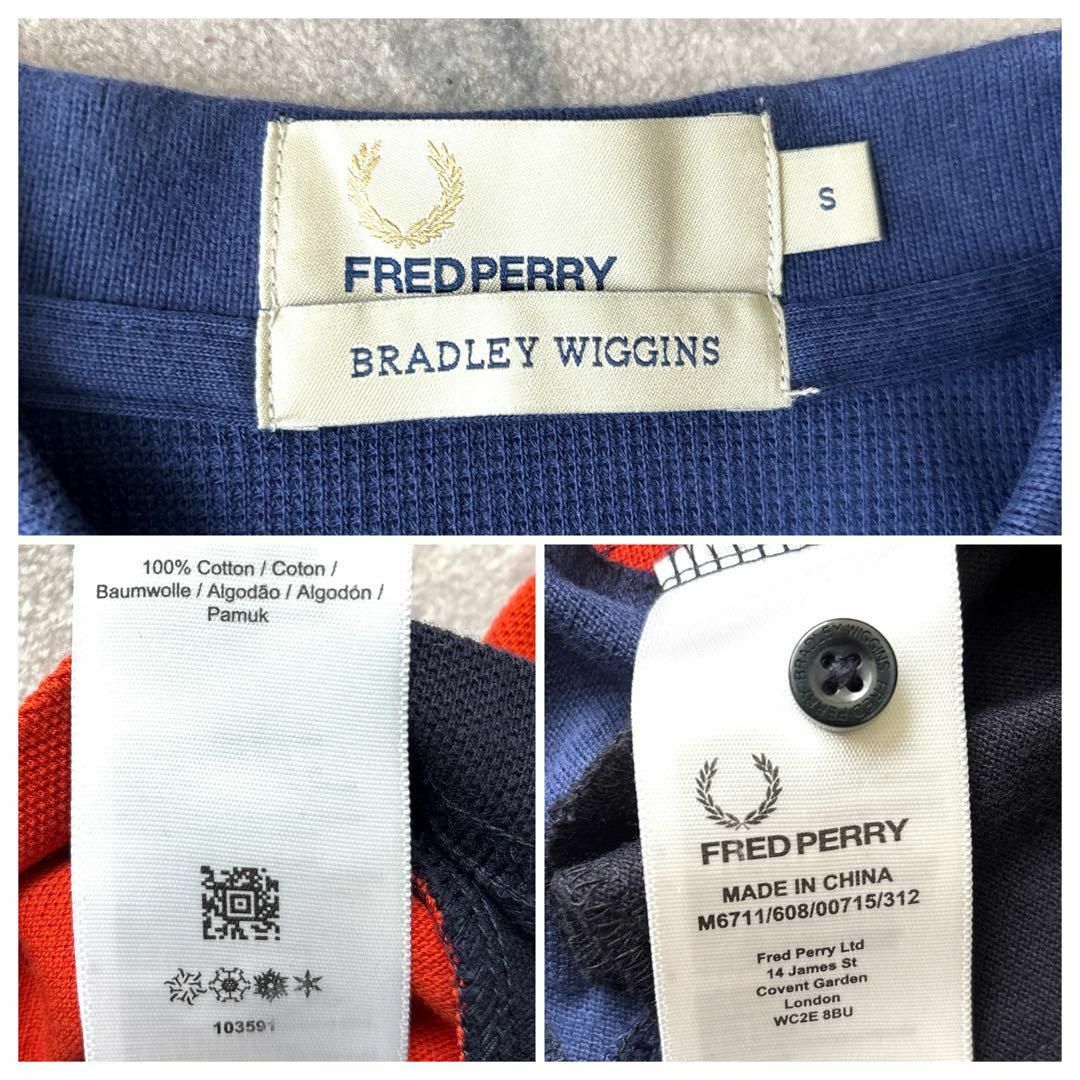 FRED PERRY
S
BRADLEY WIGGINS
100% Cotton / Coton /
Baumwolle / Algodão / Algodón /
Pamuk
103591
BRADLEY WIGGINS FRED PERRY
FRED PERRY
MADE IN CHINA
M6711/608/00715/312
Fred Perry Ltd
14 James St
Covent Garden
London
WC2E 8BU